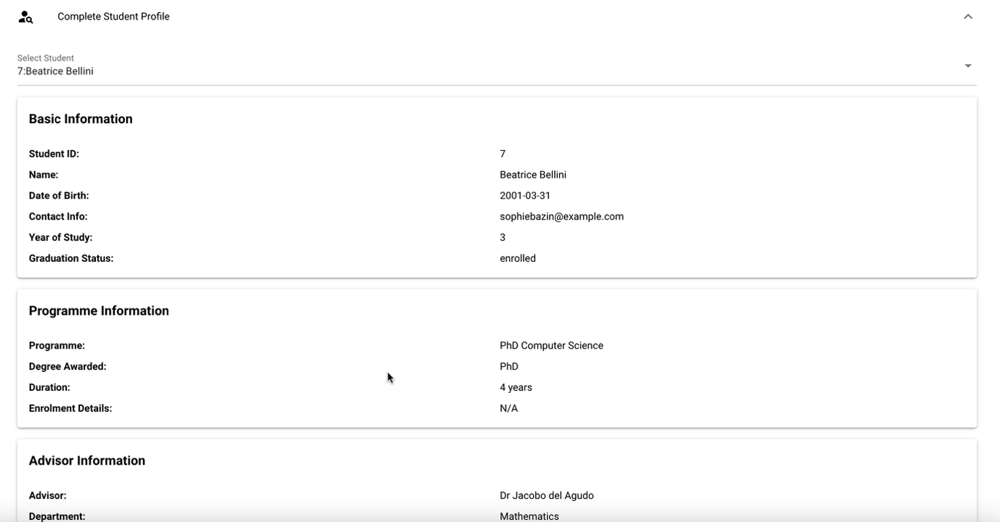 Complete Student Profile
Select Student
7:Beatrice Bellini
Basic Information
Student ID: 7
Name: Beatrice Bellini
Date of Birth: 2001-03-31
Contact Info: sophiebazin@example.com
Year of Study: 3
Graduation Status: enrolled
Programme Information
Programme: PhD Computer Science
Degree Awarded: PhD
Duration: 4 years
Enrolment Details: N/A
Advisor Information
Advisor: Dr Jacobo del Agudo
Department: Mathematics